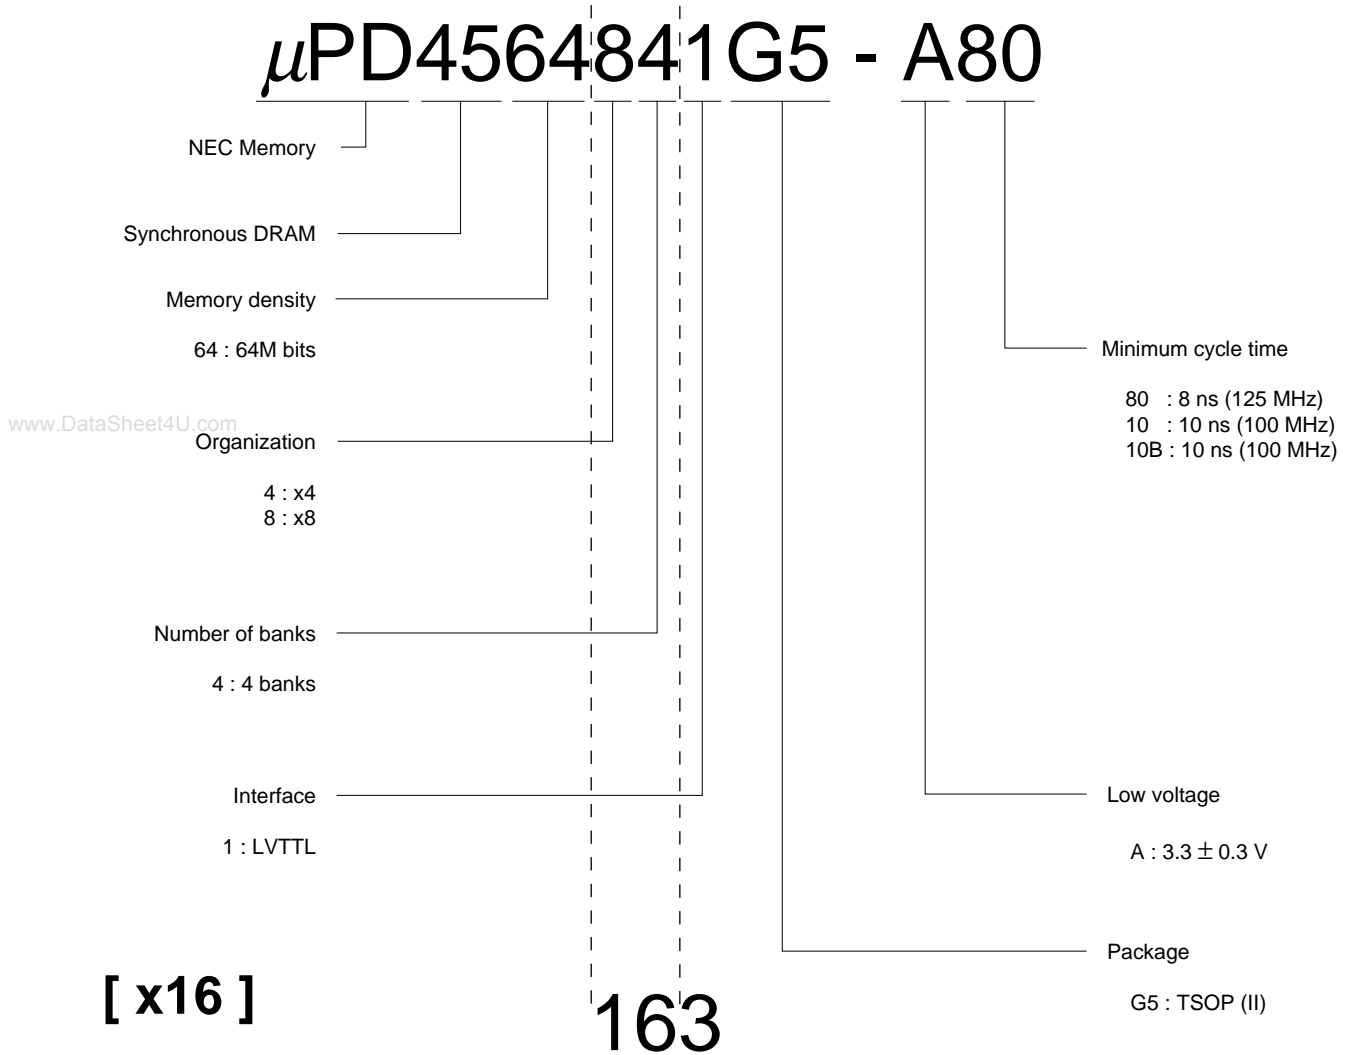 μPD4564841G5 - A80
NEC Memory
Synchronous DRAM
Memory density
64 : 64M bits
Minimum cycle time
80 : 8 ns (125 MHz)
10 : 10 ns (100 MHz)
10B : 10 ns (100 MHz)
www.DataSheet4U.com
Organization
4 : x4
8 : x8
Number of banks
4 : 4 banks
Interface
1 : LVTTL
Low voltage
A : 3.3 ± 0.3 V
Package
G5 : TSOP (II)
[ x16 ]
163